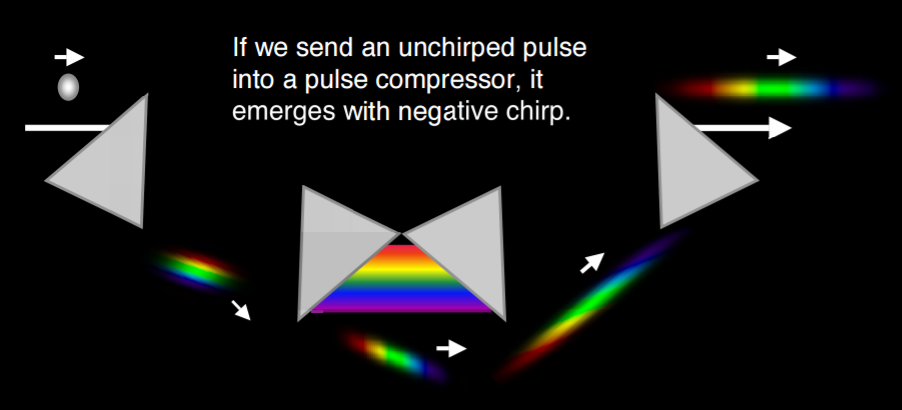 If we send an unchirped pulse
into a pulse compressor, it
emerges with negative chirp.